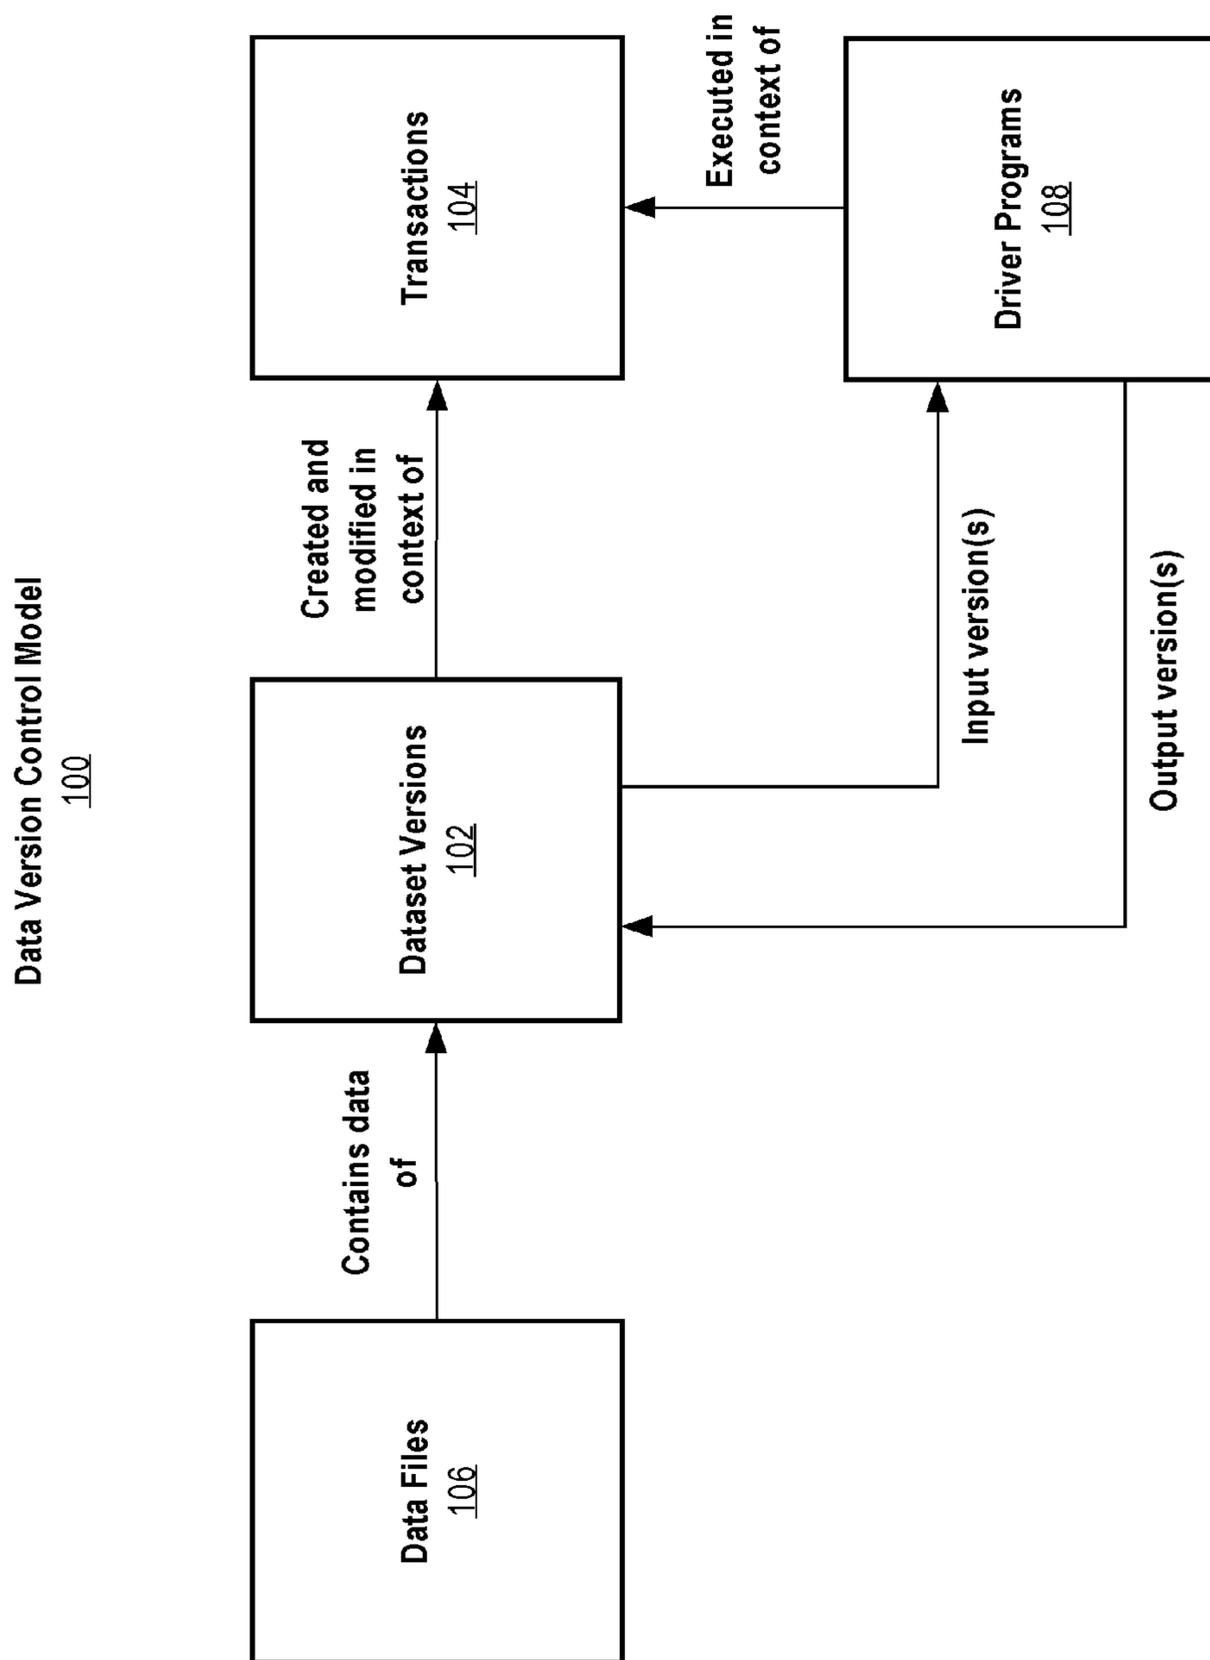 Data Version Control Model
100
Data Files
106
Contains data
of
Dataset Versions
102
Created and
modified in
context of
Transactions
104
Input version(s)
Output version(s)
Executed in
context of
Driver Programs
108